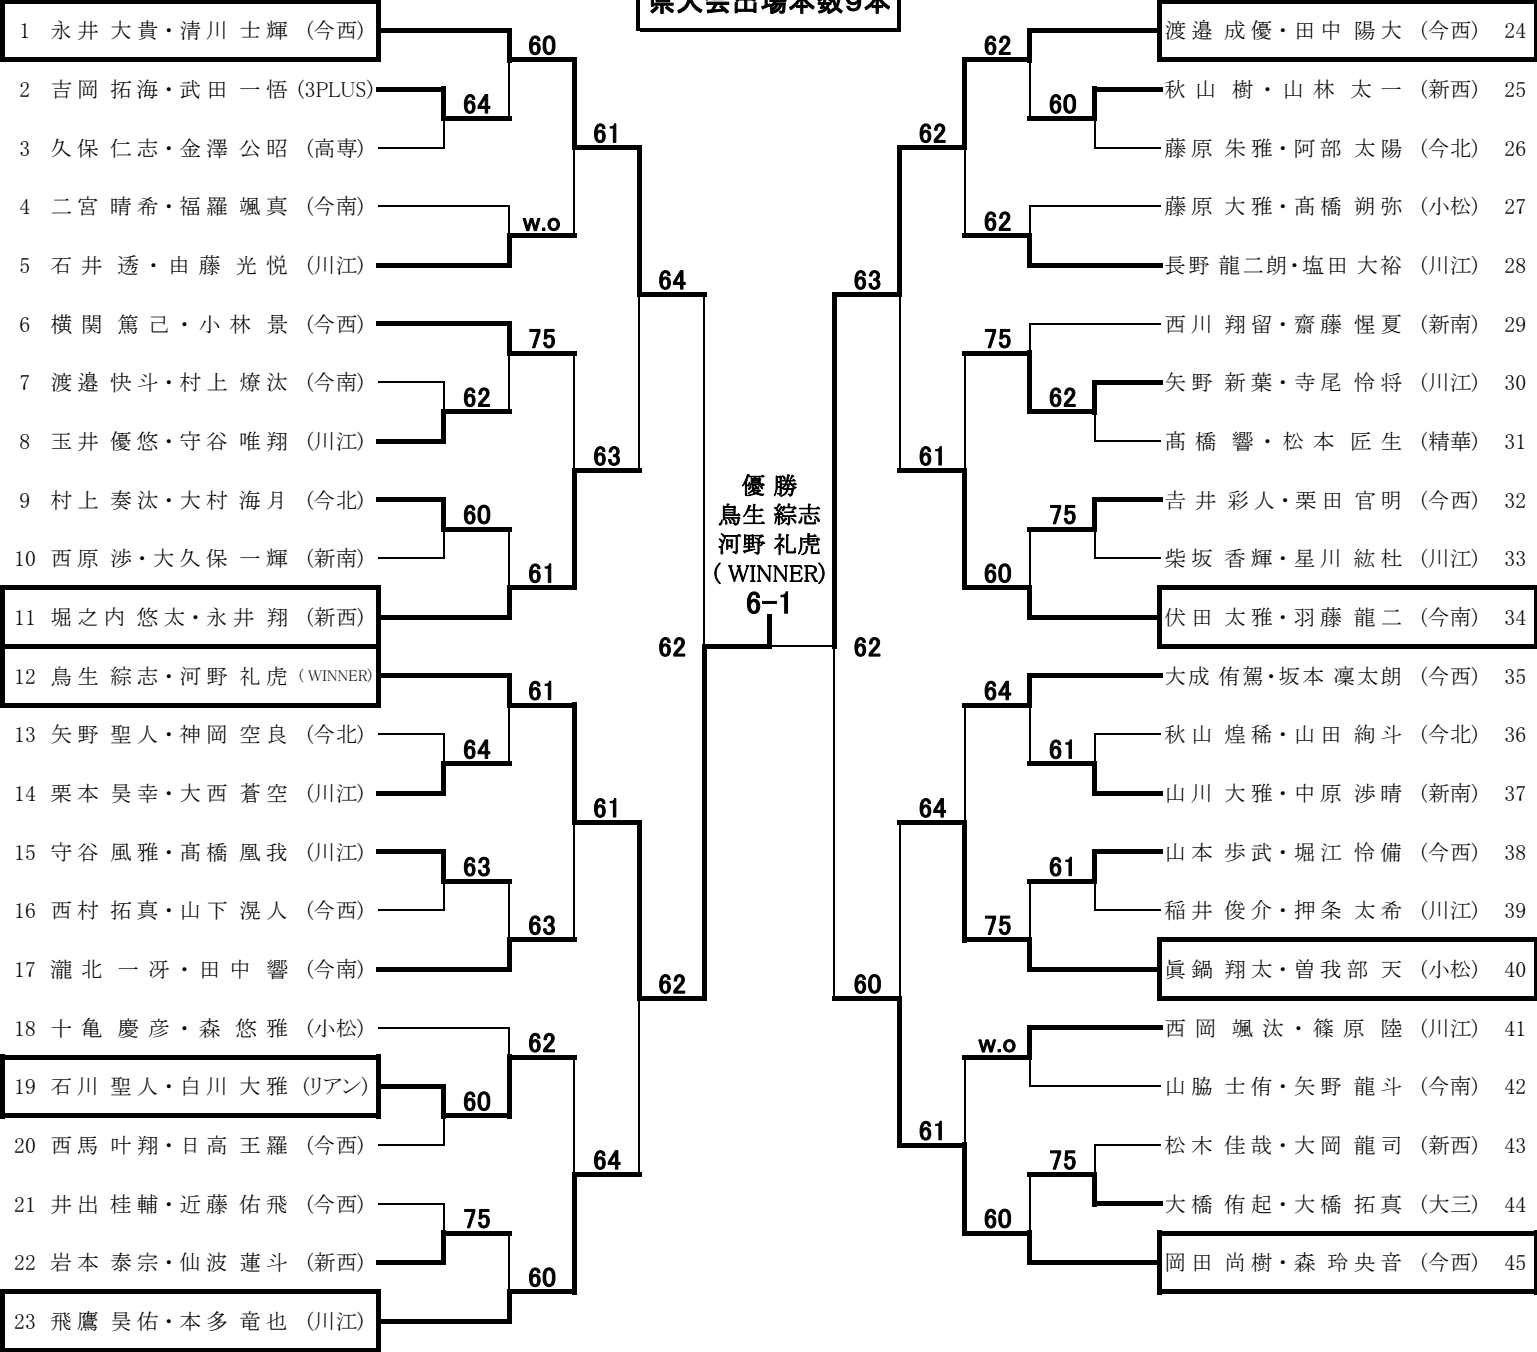 県大会出場本数9本
1 永井 大貴・清川 士輝 (今西)
2 吉岡 拓海・武田 一悟 (3PLUS)
3 久保 仁志・金澤 公昭 (高専)
4 二宮 晴希・福羅 颯真 (今南)
5 石井 透・由藤 光悦 (川江)
6 横関 篤己・小林 景 (今西)
7 渡邉 快斗・村上 燎汰 (今南)
8 玉井 優悠・守谷 唯翔 (川江)
9 村上 奏汰・大村 海月 (今北)
10 西原 渉・大久保 一輝 (新南)
11 堀之内 悠太・永井 翔 (新西)
12 鳥生 綜志・河野 礼虎 (WINNER)
13 矢野 聖人・神岡 空良 (今北)
14 栗本 昊幸・大西 蒼空 (川江)
15 守谷 風雅・髙橋 凰我 (川江)
16 西村 拓真・山下 滉人 (今西)
17 瀧北 一冴・田中 響 (今南)
18 十亀 慶彦・森 悠雅 (小松)
19 石川 聖人・白川 大雅 (リアン)
20 西馬 叶翔・日高 王羅 (今西)
21 井出 桂輔・近藤 佑飛 (今西)
22 岩本 泰宗・仙波 蓮斗 (新西)
23 飛鷹 昊佑・本多 竜也 (川江)
60
64
61
w.o
64
75
62
63
60
61
62
61
64
61
63
63
62
62
60
64
75
60
優勝
鳥生 綜志
河野 礼虎
(WINNER)
6-1
62
60
62
62
63
75
62
61
75
60
62
64
61
64
61
75
60
w.o
61
75
60
渡邉 成優・田中 陽大 (今西) 24
秋山 樹・山林 太一 (新西) 25
藤原 朱雅・阿部 太陽 (今北) 26
藤原 大雅・髙橋 朔弥 (小松) 27
長野 龍二朗・塩田 大裕 (川江) 28
西川 翔留・齋藤 惺夏 (新南) 29
矢野 新葉・寺尾 怜将 (川江) 30
髙橋 響・松本 匠生 (精華) 31
𠮷井 彩人・栗田 官明 (今西) 32
柴坂 香輝・星川 紘杜 (川江) 33
伏田 太雅・羽藤 龍二 (今南) 34
大成 侑駕・坂本 凜太朗 (今西) 35
秋山 煌稀・山田 絢斗 (今北) 36
山川 大雅・中原 渉晴 (新南) 37
山本 歩武・堀江 怜備 (今西) 38
稲井 俊介・押条 太希 (川江) 39
眞鍋 翔太・曽我部 天 (小松) 40
西岡 颯汰・篠原 陸 (川江) 41
山脇 士侑・矢野 龍斗 (今南) 42
松木 佳哉・大岡 龍司 (新西) 43
大橋 侑起・大橋 拓真 (大三) 44
岡田 尚樹・森 玲央音 (今西) 45